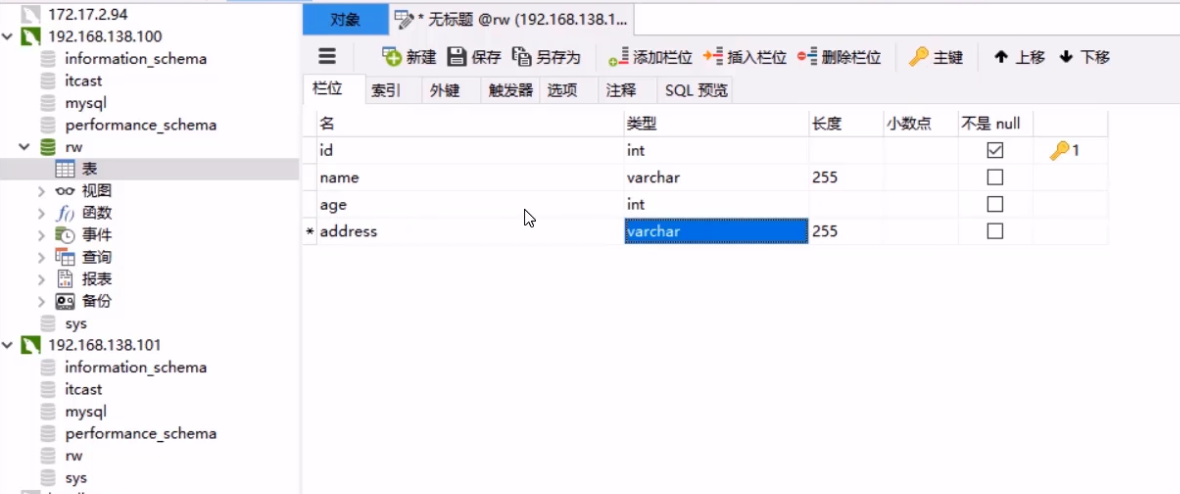 172.17.2.94
192.168.138.100
information_schema
itcast
mysql
performance_schema
rw
表
视图
函数
事件
查询
报表
备份
sys
192.168.138.101
information_schema
itcast
mysql
performance_schema
rw
sys
对象 * 无标题 @rw (192.168.138.1...
新建 保存 另存为 添加栏位 插入栏位 删除栏位 主键 上移 下移
栏位 索引 外键 触发器 选项 注释 SQL 预览
名 类型 长度 小数点 不是 null
id int 1
name varchar 255
age int
* address varchar 255